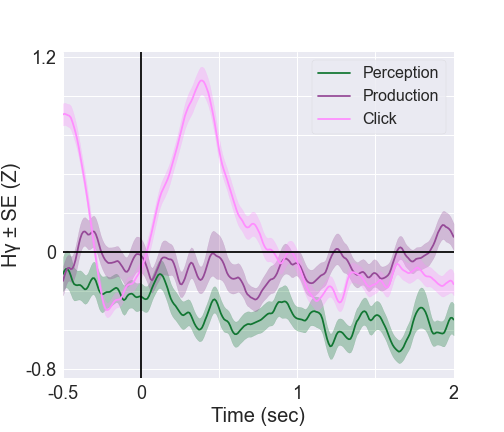 1.2
Perception
Production
Click
Hγ ± SE (Z)
0
-0.8
-0.5
0
1
2
Time (sec)